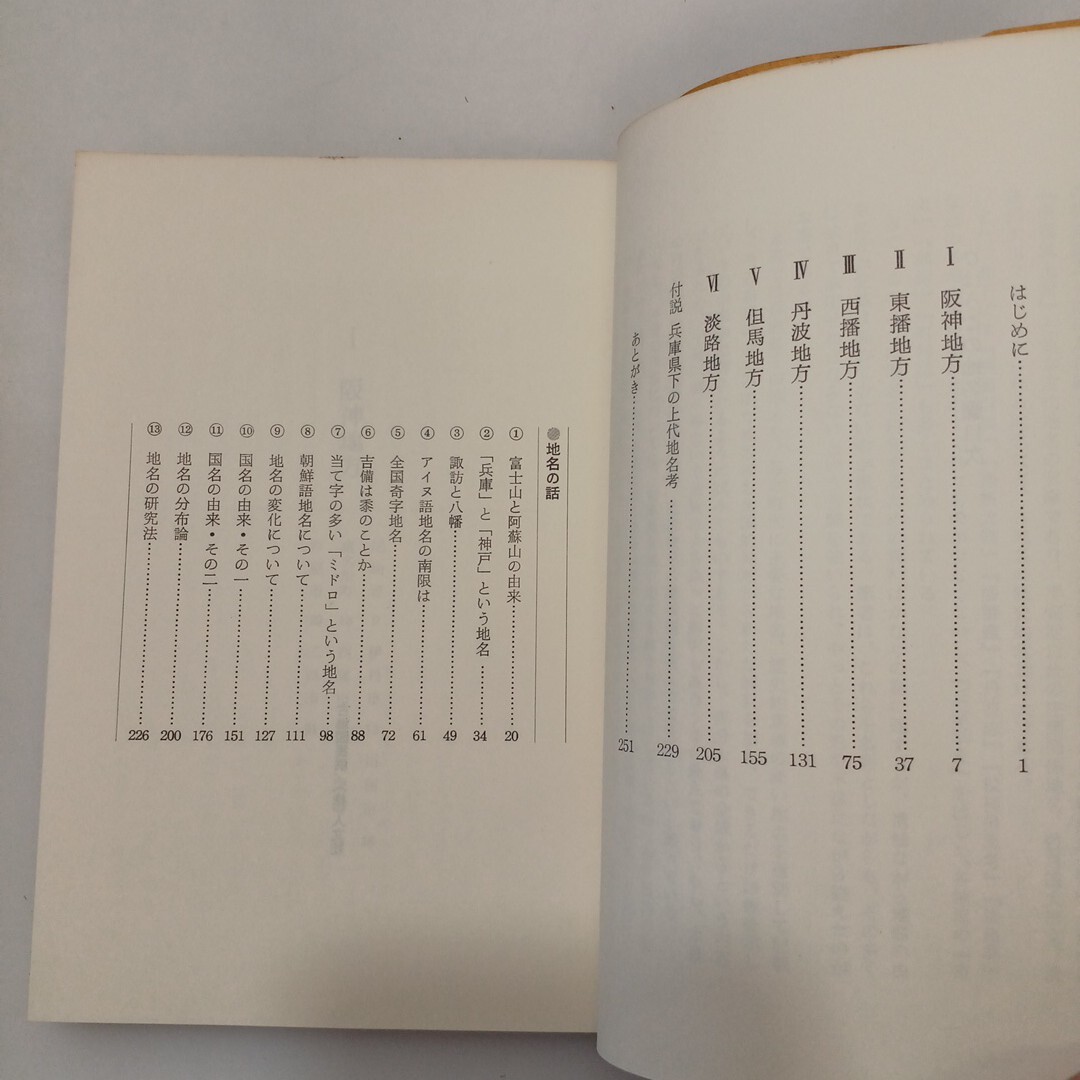 はじめに……1
Ⅰ 阪神地方……7
Ⅱ 東播地方……37
Ⅲ 西播地方……75
Ⅳ 丹波地方……131
Ⅴ 但馬地方……155
Ⅵ 淡路地方……205
付説 兵庫県下の上代地名考……229
あとがき……251
●地名の話
① 富士山と阿蘇山の由来……20
② 「兵庫」と「神戸」という地名……34
③ 諏訪と八幡……49
④ アイヌ語地名の南限は……61
⑤ 全国奇字地名……72
⑥ 吉備は黍のことか……88
⑦ 当て字の多い「ミドロ」という地名……98
⑧ 朝鮮語地名について……111
⑨ 地名の変化について……127
⑩ 国名の由来・その一……151
⑪ 国名の由来・その二……176
⑫ 地名の分布論……200
⑬ 地名の研究法……226